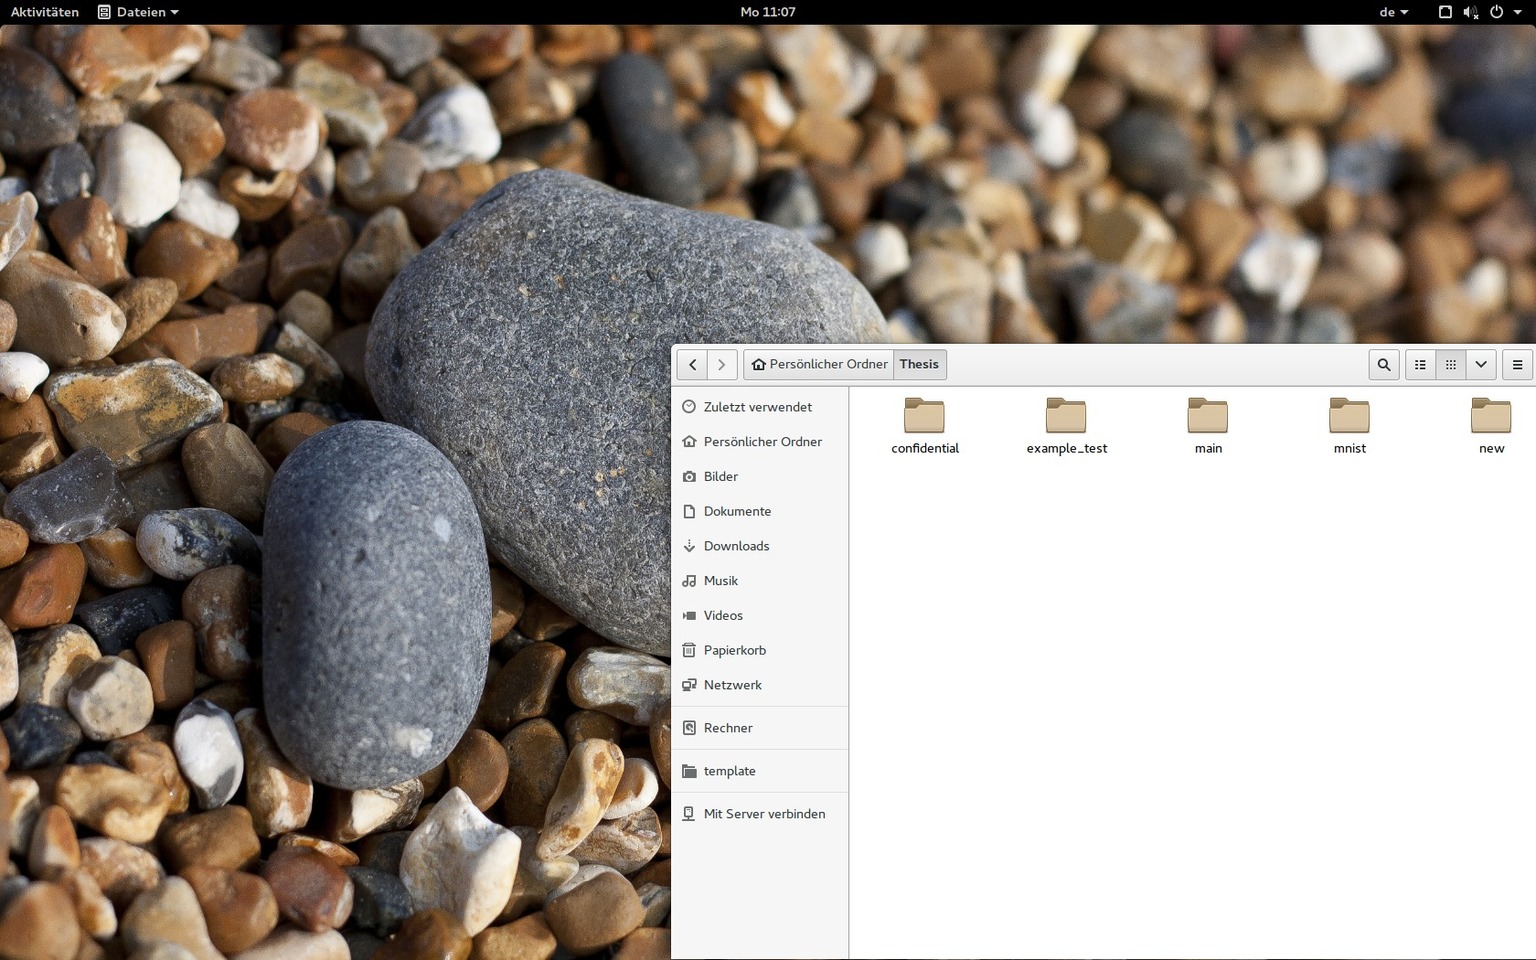 Aktivitäten Dateien Mo 11:07 de
Persönlicher Ordner Thesis
Zuletzt verwendet
Persönlicher Ordner
Bilder
Dokumente
Downloads
Musik
Videos
Papierkorb
Netzwerk
Rechner
template
Mit Server verbinden
confidential example_test main mnist new